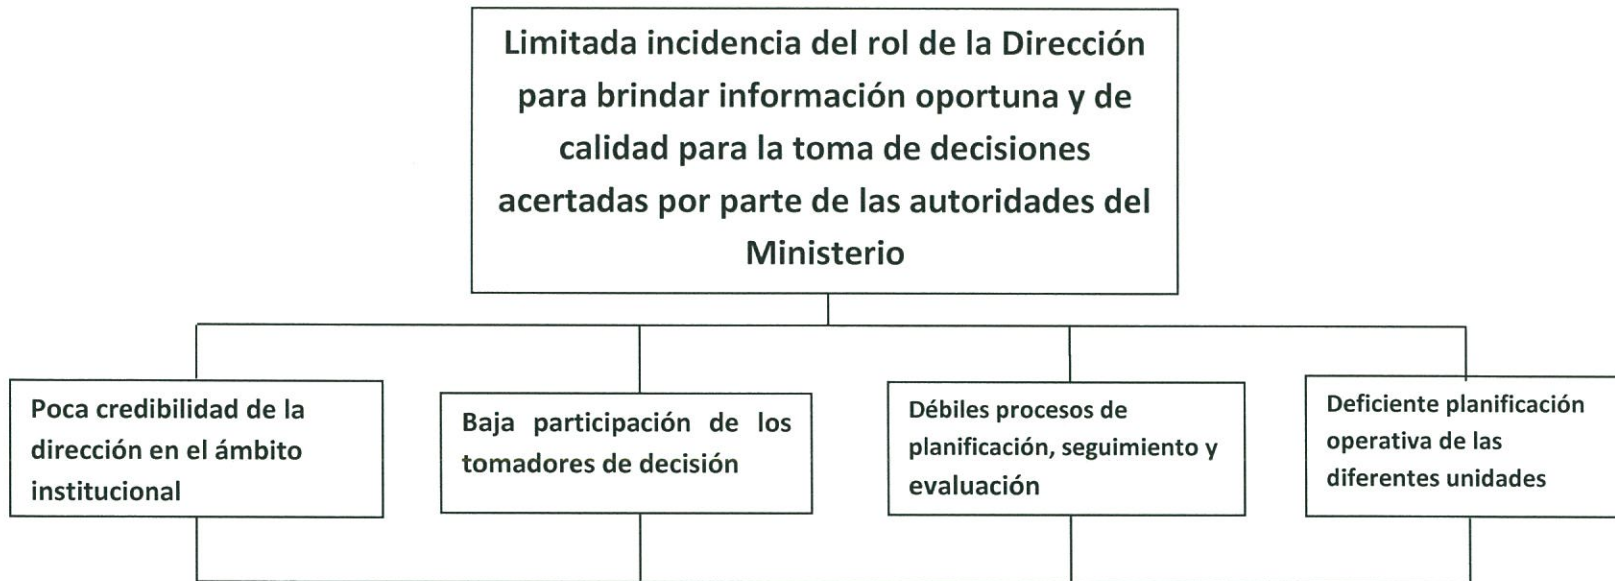 Limitada incidencia del rol de la Dirección
para brindar información oportuna y de
calidad para la toma de decisiones
acertadas por parte de las autoridades del
Ministerio
Poca credibilidad de la
dirección en el ámbito
institucional
Baja participación de los
tomadores de decisión
Débiles procesos de
planificación, seguimiento y
evaluación
Deficiente planificación
operativa de las
diferentes unidades